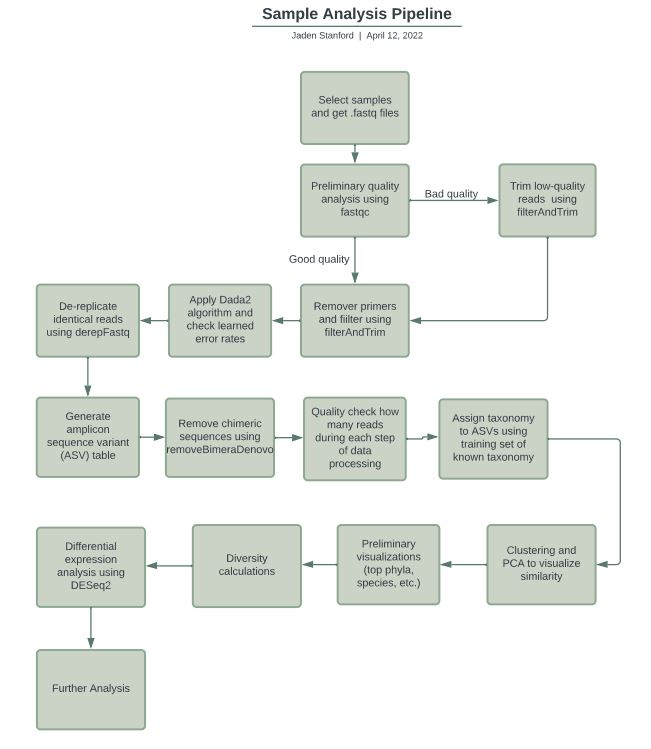 Sample Analysis Pipeline
Jaden Stanford | April 12, 2022
Select samples
and get .fastq files
Preliminary quality
analysis using
fastqc
Bad quality
Trim low-quality
reads using
filterAndTrim
Good quality
De-replicate
identical reads
using derepFastq
Apply Dada2
algorithm and
check learned
error rates
Remover primers
and fiilter using
filterAndTrim
Generate
amplicon
sequence variant
(ASV) table
Remove chimeric
sequences using
removeBimeraDenovo
Quality check how
many reads
during each step
of data
processing
Assign taxonomy
to ASVs using
training set of
known taxonomy
Differential
expression
analysis using
DESeq2
Diversity
calculations
Preliminary
visualizations
(top phyla,
species, etc.)
Clustering and
PCA to visualize
similarity
Further Analysis